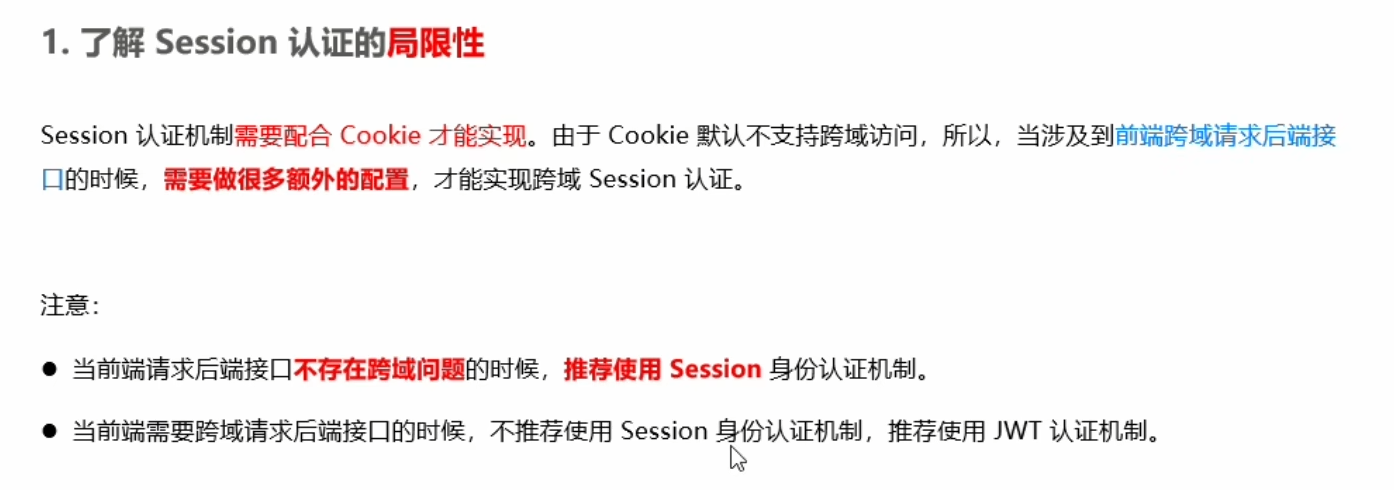 1. 了解 Session 认证的局限性
Session 认证机制需要配合 Cookie 才能实现。由于 Cookie 默认不支持跨域访问，所以，当涉及到前端跨域请求后端接
口的时候，需要做很多额外的配置，才能实现跨域 Session 认证。
注意：
● 当前端请求后端接口不存在跨域问题的时候，推荐使用 Session 身份认证机制。
● 当前端需要跨域请求后端接口的时候，不推荐使用 Session 身份认证机制，推荐使用 JWT 认证机制。